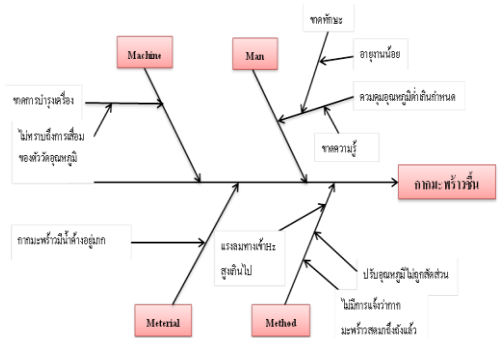 ขาดทักษะ
Machine
Man
อายุงานน้อย
ขาดการบำรุงเครื่อง
ควบคุมอุณหภูมิต่ำเกินกำหนด
ไม่ทราบถึงการเสื่อม
ของตัววัดอุณหภูมิ
ขาดความรู้
กากมะพร้าวชื้น
กากมะพร้าวมีน้ำค้างอยู่มาก
แรงลมทางเข้าHz
สูงเกินไป
ปรับอุณหภูมิไม่ถูกสัดส่วน
ไม่มีการแจ้งว่ากาก
มะพร้าวสดมาถึงถังแล้ว
Meterial
Method